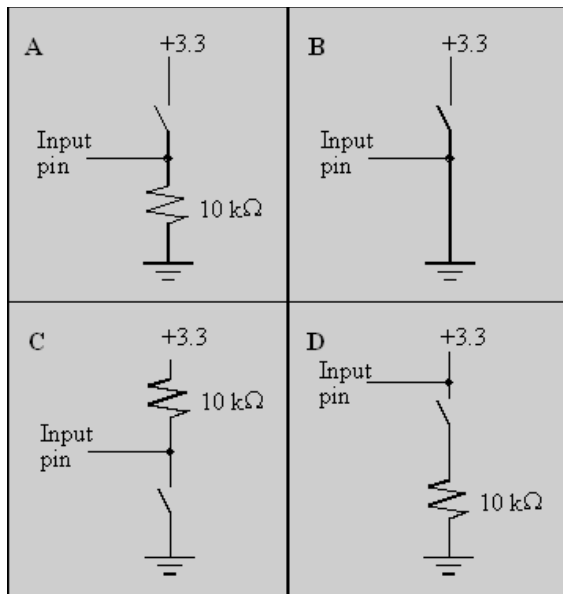 A
+3.3
Input
pin
10 kΩ
B
+3.3
Input
pin
C
+3.3
10 kΩ
Input
pin
D
+3.3
Input
pin
10 kΩ